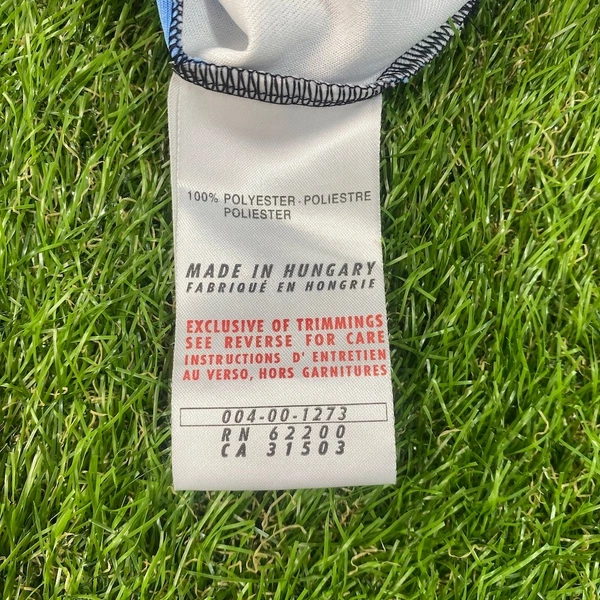 100% POLYESTER·POLIESTRE
POLIESTER
MADE IN HUNGARY
FABRIQUÉ EN HONGRIE
EXCLUSIVE OF TRIMMINGS
SEE REVERSE FOR CARE
INSTRUCTIONS D' ENTRETIEN
AU VERSO, HORS GARNITURES
004-00-1273
RN 62200
CA 31503